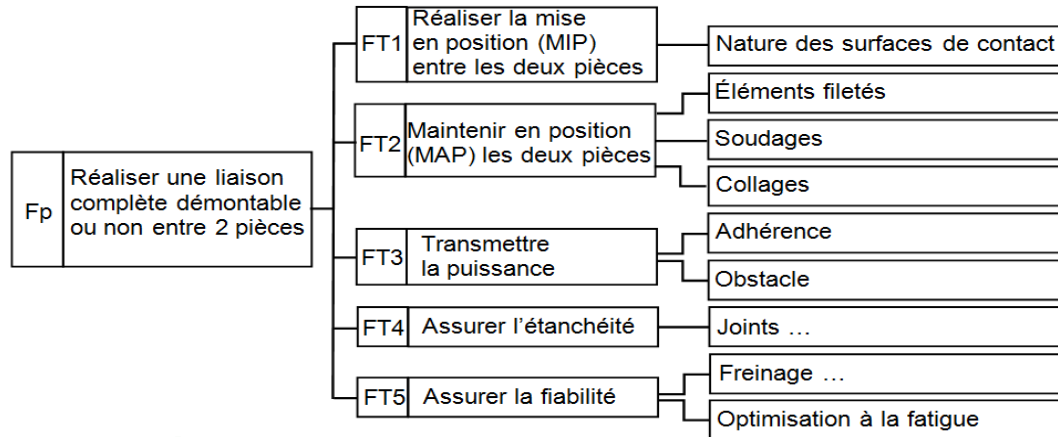 Fp
Réaliser une liaison
complète démontable
ou non entre 2 pièces
FT1
Réaliser la mise
en position (MIP)
entre les deux pièces
Nature des surfaces de contact
FT2
Maintenir en position
(MAP) les deux pièces
Éléments filetés
Soudages
Collages
FT3
Transmettre
la puissance
Adhérence
Obstacle
FT4
Assurer l’étanchéité
Joints ...
FT5
Assurer la fiabilité
Freinage ...
Optimisation à la fatigue